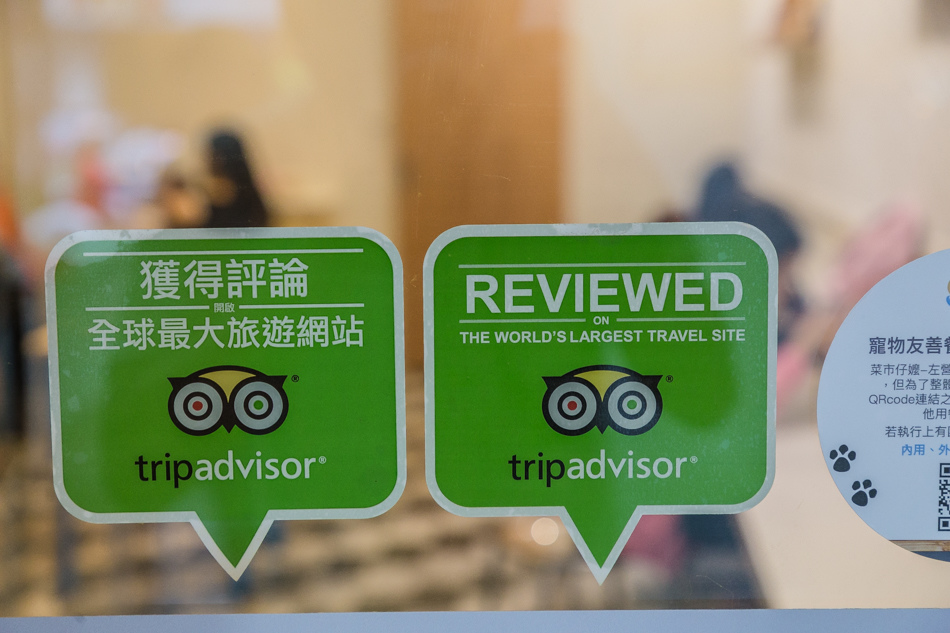 獲得評論
開啟
全球最大旅遊網站
tripadvisor®
REVIEWED
ON
THE WORLD'S LARGEST TRAVEL SITE
tripadvisor®
寵物友善
菜市仔嬤–左營
，但為了整
QRcode連結之
他用
若執行上有
內用、外